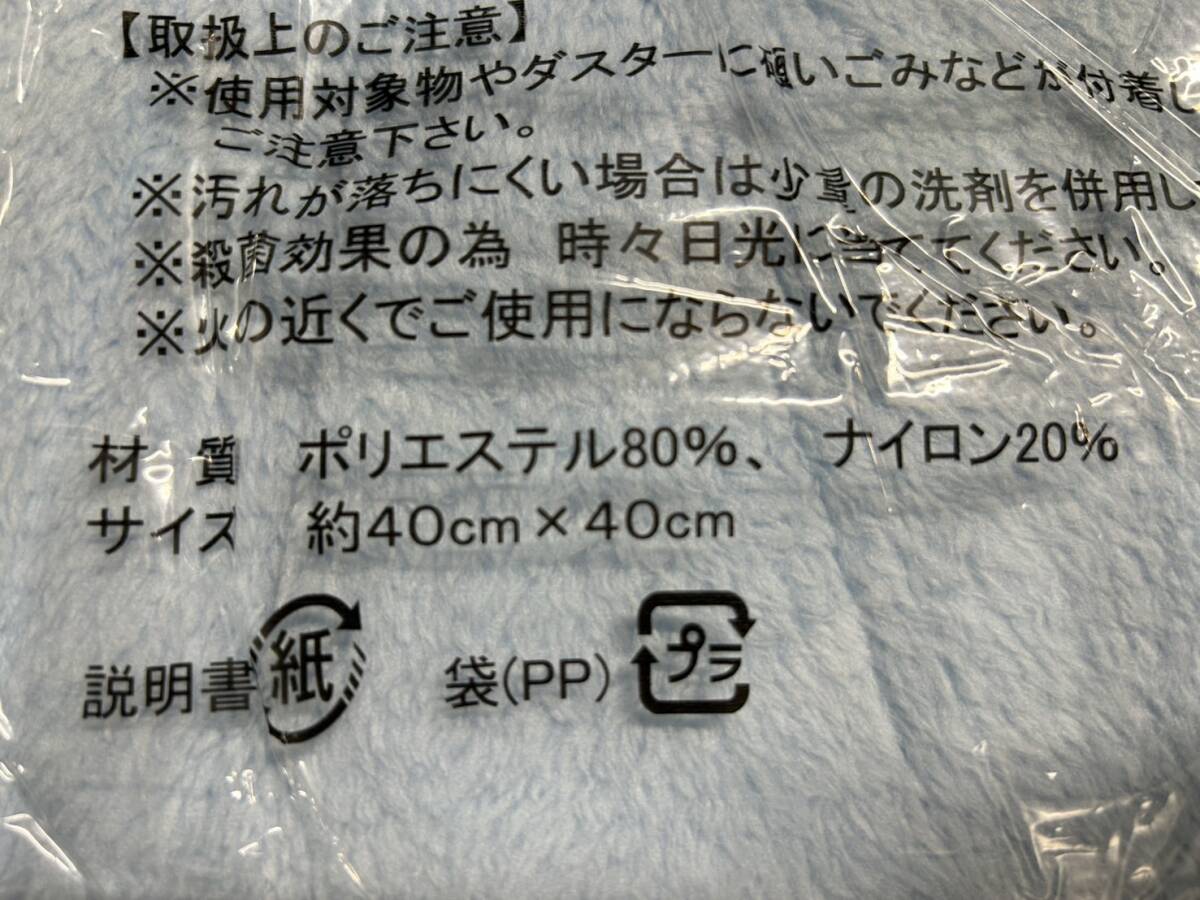 【取扱上のご注意】
※使用対象物やダスターに硬いごみなどが付着し
ご注意下さい。
※汚れが落ちにくい場合は少量の洗剤を併用し
※殺菌効果の為 時々日光に当ててください。
※火の近くでご使用にならないでください。
材 質 ポリエステル80%、 ナイロン20%
サイズ 約40cm×40cm
説明書 紙 袋(PP) プラ